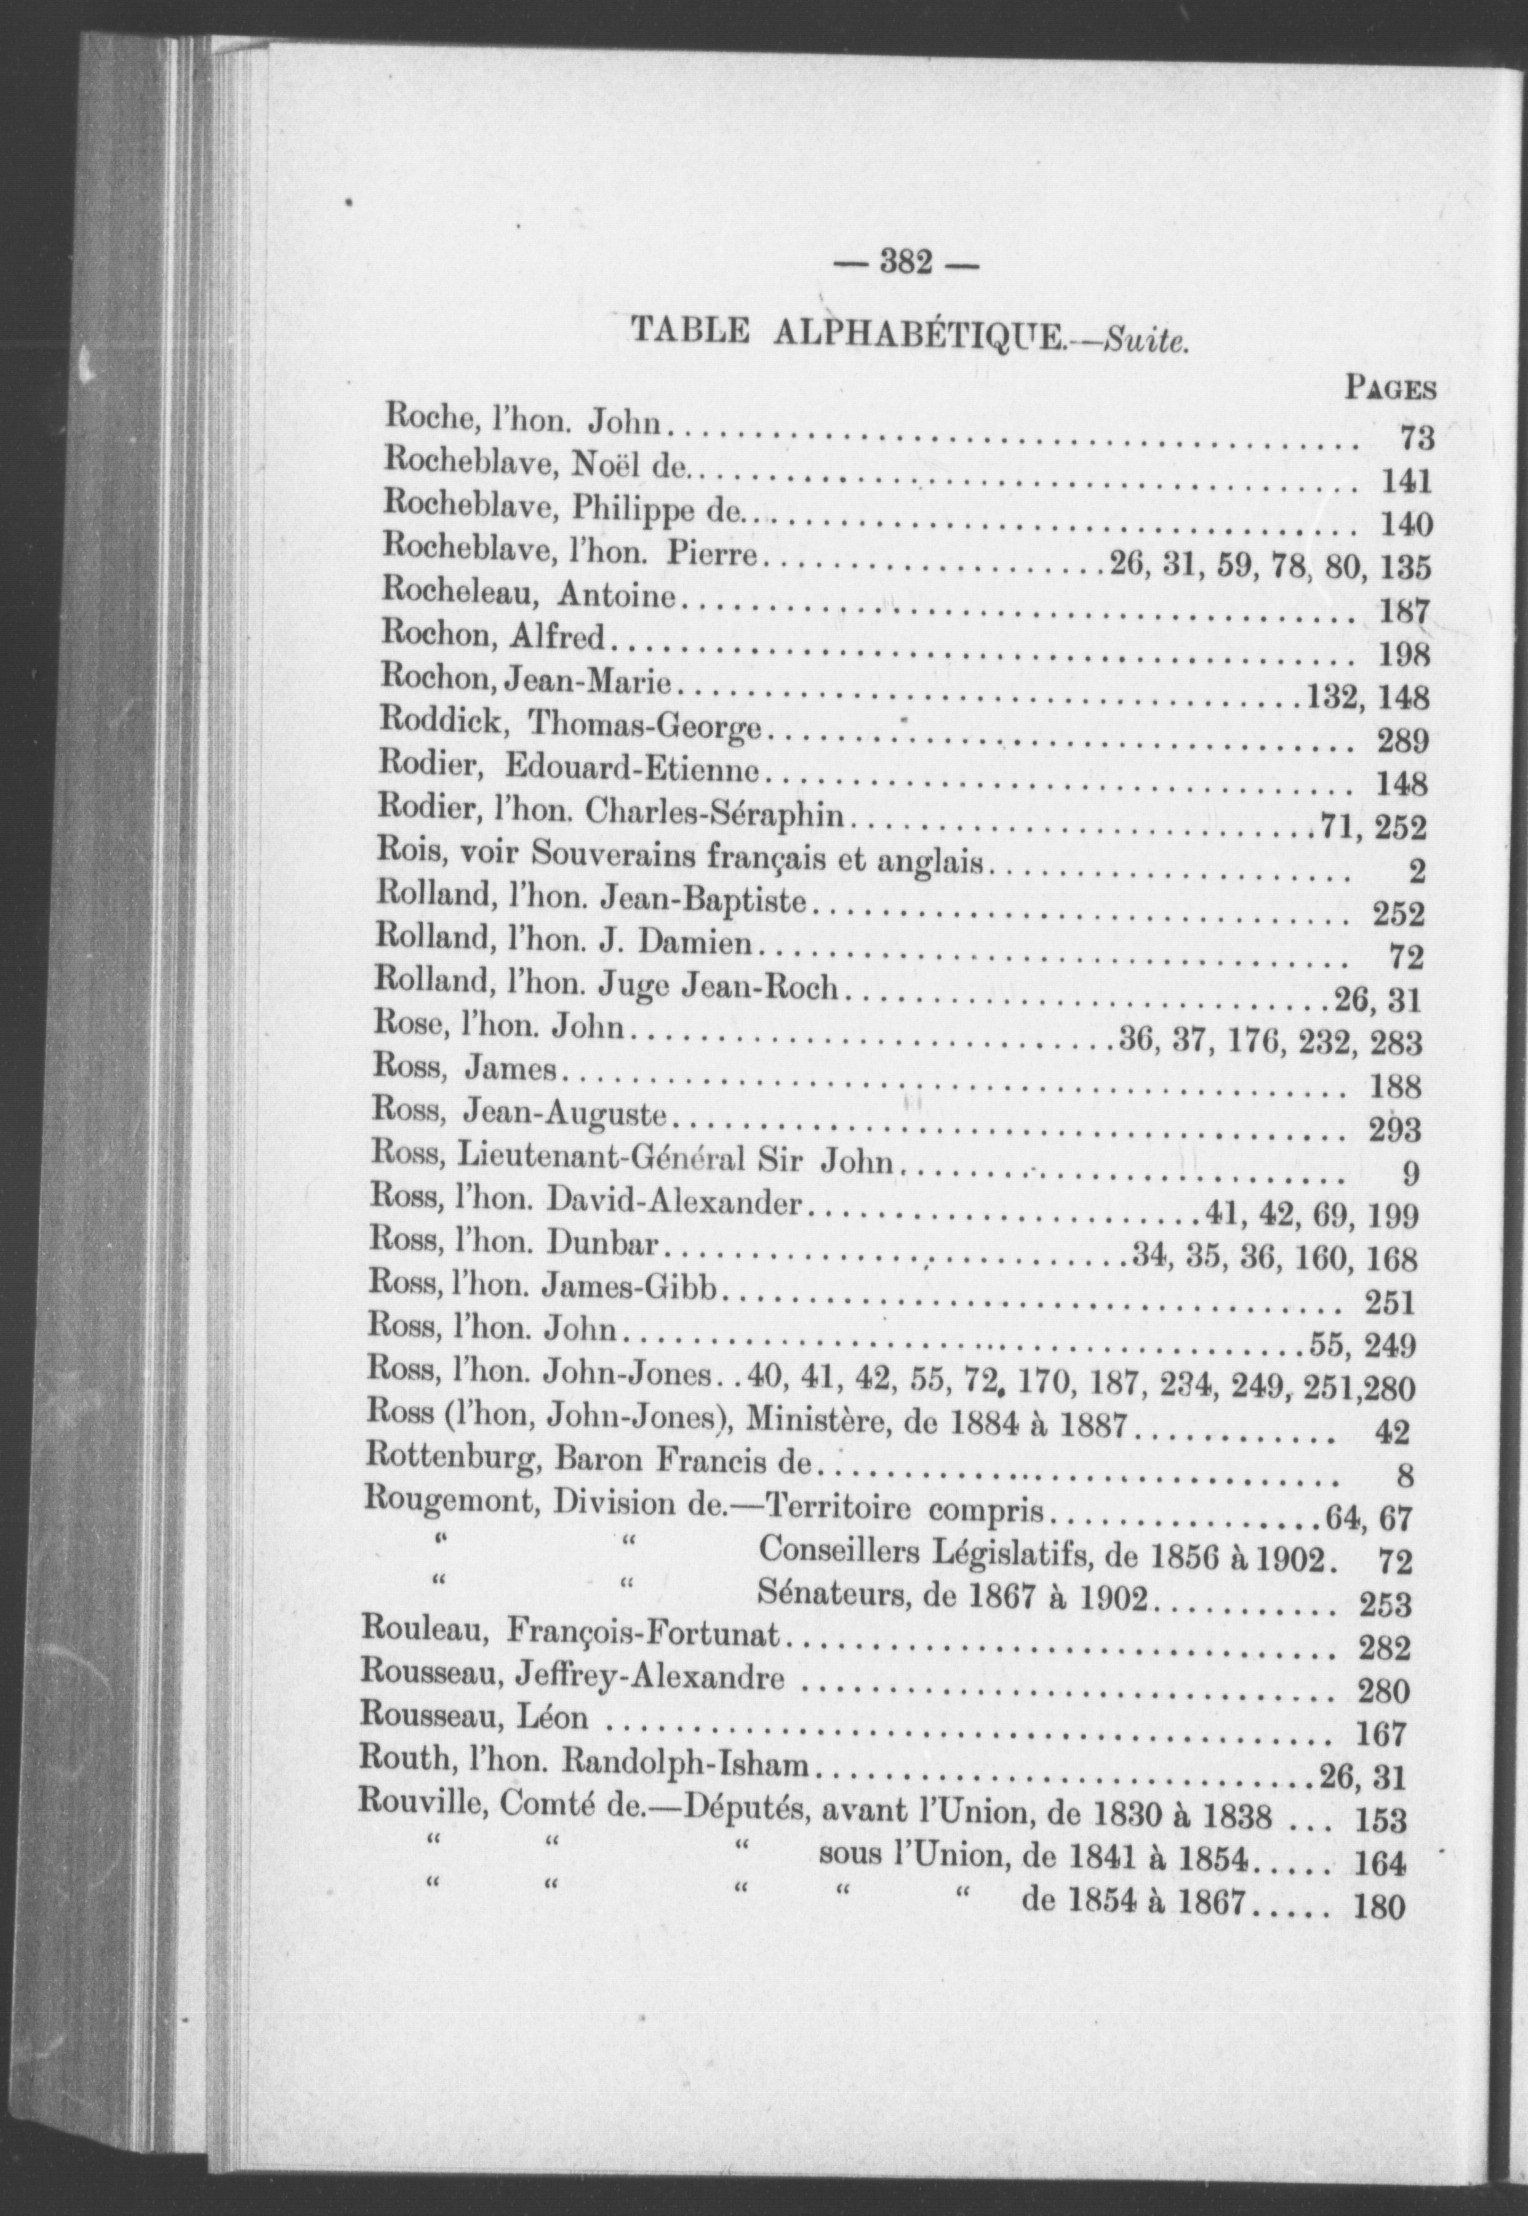 — 382 —
TABLE ALPHABÉTIQUE.—Suite.
PAGES
Roche, l'hon. John........................................ 73
Rocheblave, Noël de...................................... 141
Rocheblave, Philippe de................................... 140
Rocheblave, l'hon. Pierre....................26, 31, 59, 78, 80, 135
Rocheleau, Antoine....................................... 187
Rochon, Alfred........................................... 198
Rochon, Jean-Marie....................................132, 148
Roddick, Thomas-George.................................. 289
Rodier, Edouard-Etienne.................................. 148
Rodier, l'hon. Charles-Séraphin...........................71, 252
Rois, voir Souverains français et anglais..................... 2
Rolland, l'hon. Jean-Baptiste............................... 252
Rolland, l'hon. J. Damien.................................. 72
Rolland, l'hon. Juge Jean-Roch............................26, 31
Rose, l'hon. John............................36, 37, 176, 232, 283
Ross, James.............................................. 188
Ross, Jean-Auguste....................................... 293
Ross, Lieutenant-Général Sir John.......................... 9
Ross, l'hon. David-Alexander.......................41, 42, 69, 199
Ross, l'hon. Dunbar...........................34, 35, 36, 160, 168
Ross, l'hon. James-Gibb.................................... 251
Ross, l'hon. John.......................................55, 249
Ross, l'hon. John-Jones..40, 41, 42, 55, 72, 170, 187, 234, 249, 251,280
Ross (l'hon, John-Jones), Ministère, de 1884 à 1887............ 42
Rottenburg, Baron Francis de............................... 8
Rougemont, Division de.—Territoire compris................64, 67
“ “ Conseillers Législatifs, de 1856 à 1902. 72
“ “ Sénateurs, de 1867 à 1902........... 253
Rouleau, François-Fortunat................................ 282
Rousseau, Jeffrey-Alexandre ............................... 280
Rousseau, Léon .......................................... 167
Routh, l'hon. Randolph-Isham.............................26, 31
Rouville, Comté de.—Députés, avant l'Union, de 1830 à 1838 ... 153
“ “ “ sous l'Union, de 1841 à 1854..... 164
“ “ “ “ “ de 1854 à 1867..... 180